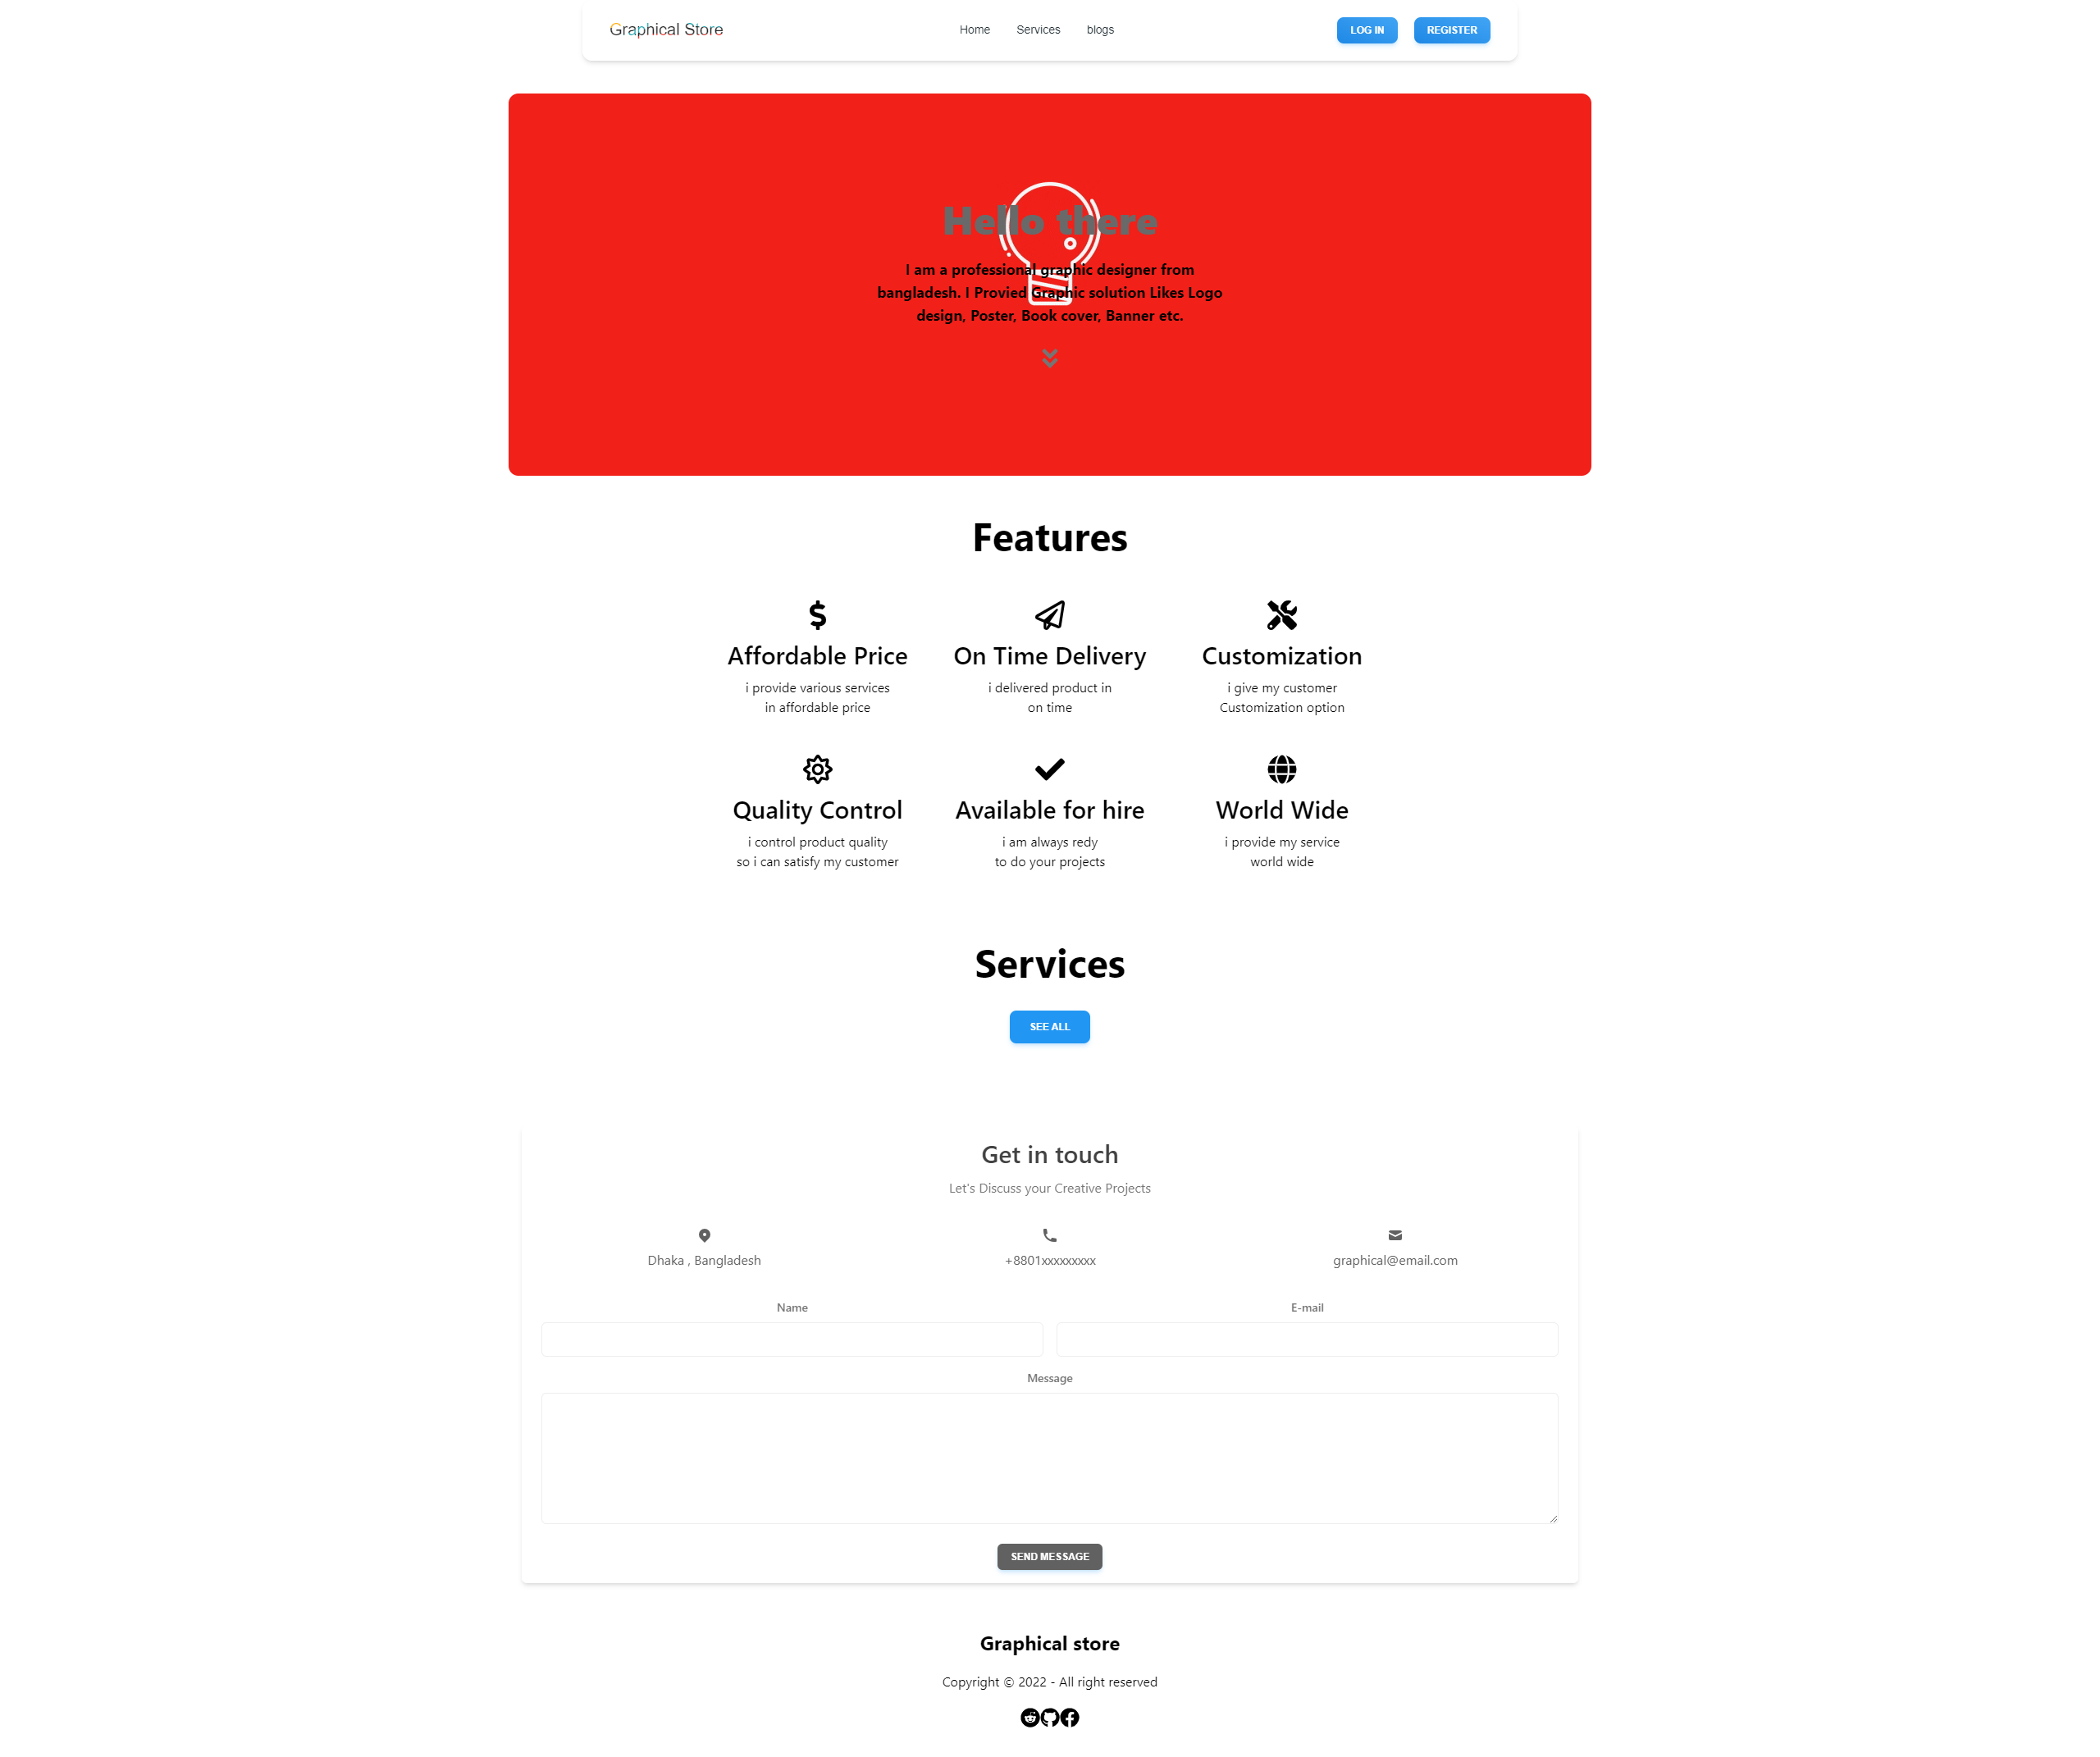 Graphical Store
Home
Services
blogs
LOG IN
REGISTER
Hello there
I am a professional graphic designer from
bangladesh. I Provied Graphic solution Likes Logo
design, Poster, Book cover, Banner etc.
Features
Affordable Price
i provide various services
in affordable price
On Time Delivery
i delivered product in
on time
Customization
i give my customer
Customization option
Quality Control
i control product quality
so i can satisfy my customer
Available for hire
i am always redy
to do your projects
World Wide
i provide my service
world wide
Services
SEE ALL
Get in touch
Let's Discuss your Creative Projects
Dhaka , Bangladesh
+8801xxxxxxxxx
graphical@email.com
Name
E-mail
Message
SEND MESSAGE
Graphical store
Copyright © 2022 - All right reserved